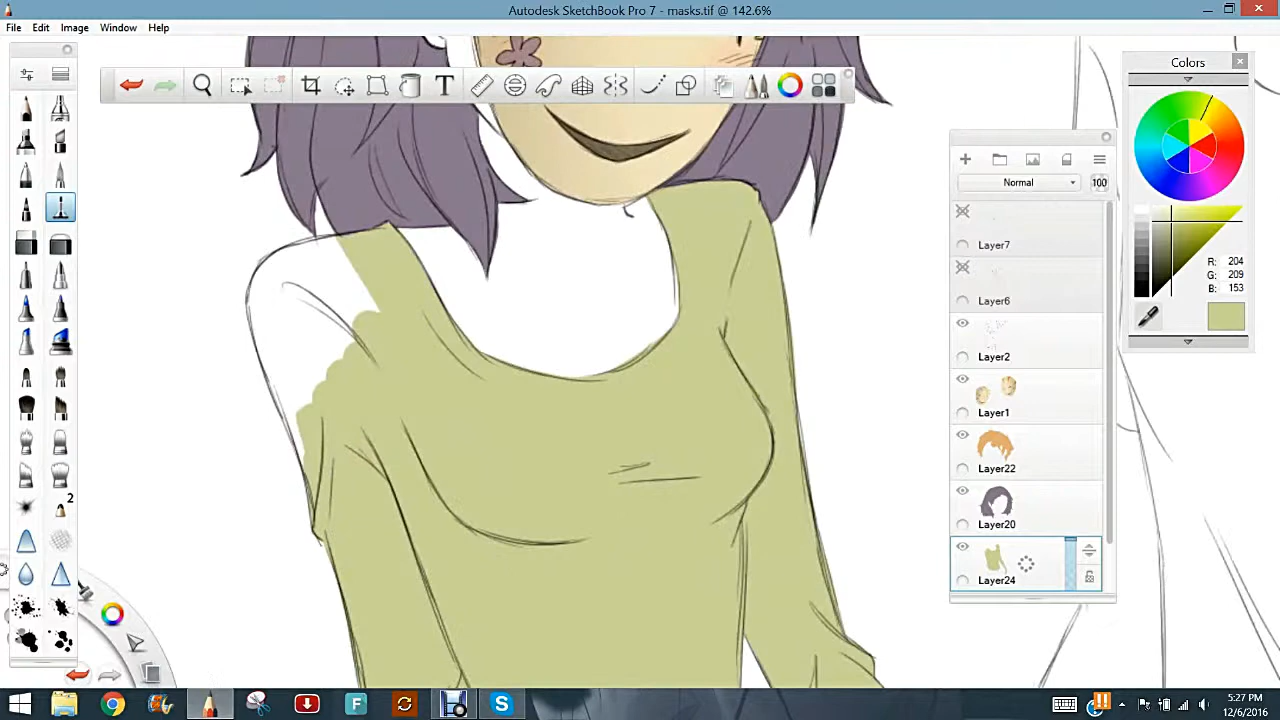 Autodesk SketchBook Pro 7 - masks.tif @ 142.6%
File Edit Image Window Help
T
Colors
Normal 100
Layer7
Layer6
Layer2
Layer1
Layer22
Layer20
Layer24
R: 204
G: 209
B: 153
2
F
S
5:27 PM
12/6/2016